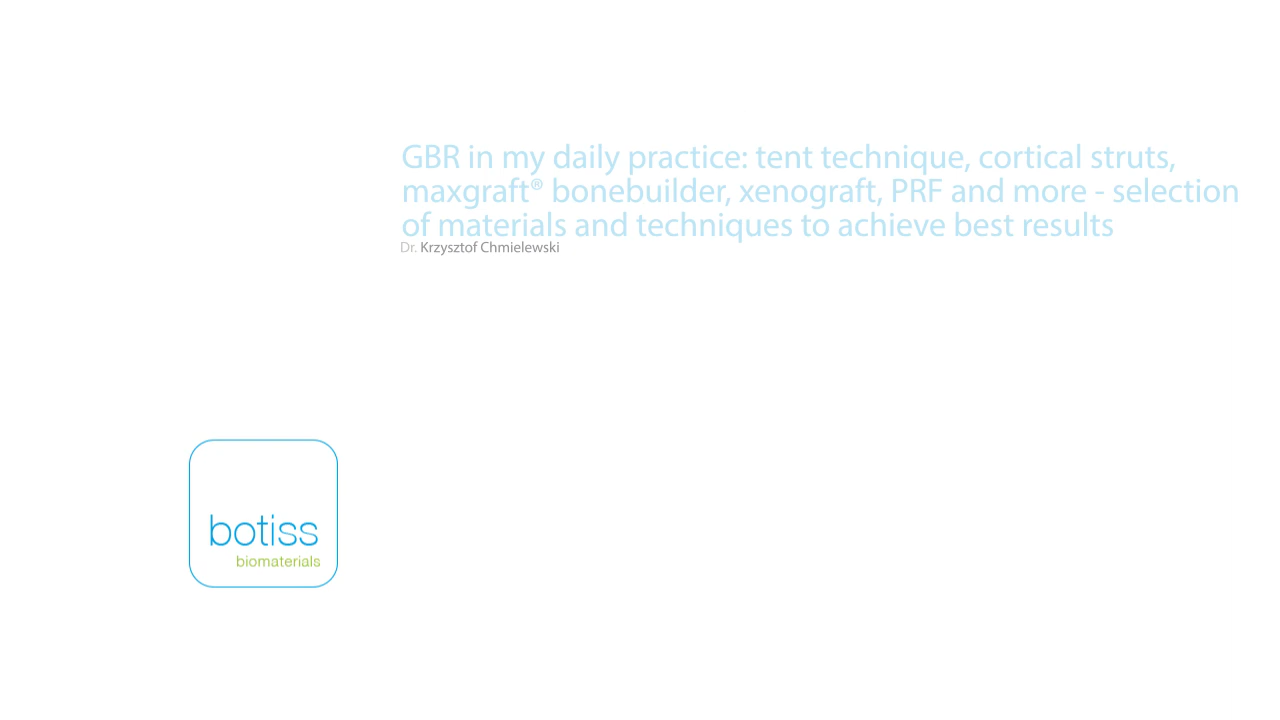 GBR in my daily practice: tent technique, cortical struts,
maxgraft® bonebuilder, xenograft, PRF and more - selection
of materials and techniques to achieve best results
Dr. Krzysztof Chmielewski
botiss
biomaterials